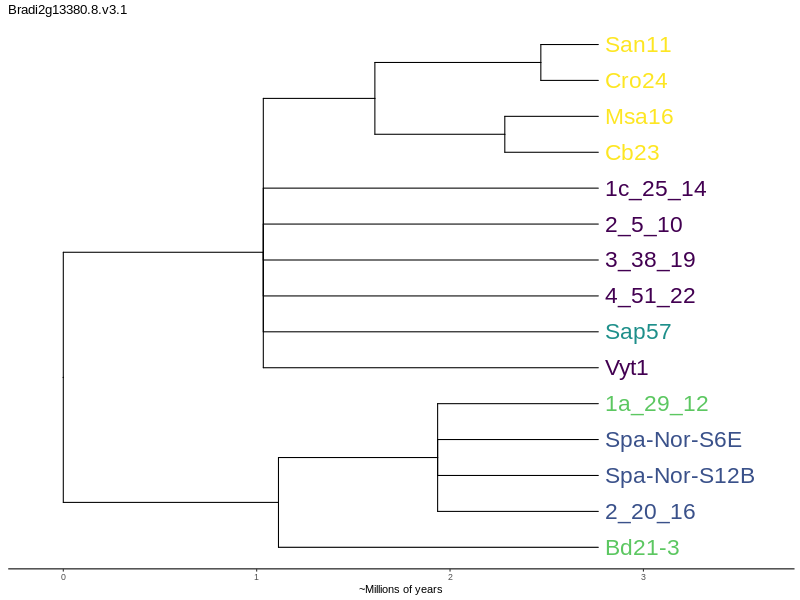 Bradi2g13380.8.v3.1
San11
Cro24
Msa16
Cb23
1c_25_14
2_5_10
3_38_19
4_51_22
Sap57
Vyt1
1a_29_12
Spa-Nor-S6E
Spa-Nor-S12B
2_20_16
Bd21-3
0 1 2 3
~Millions of years